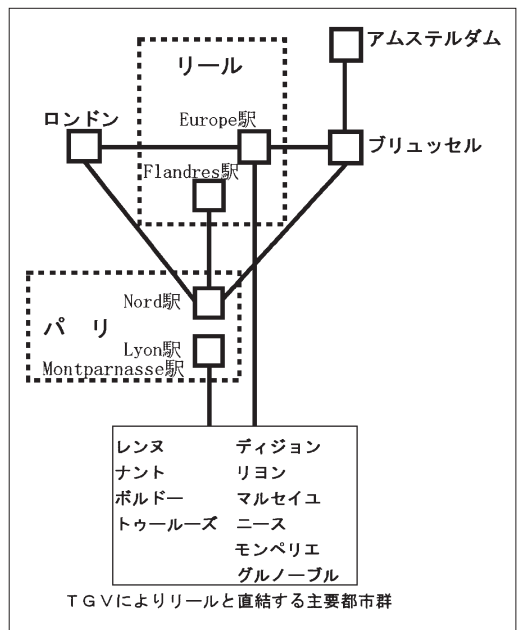 アムステルダム
リール
ロンドン
Europe駅
ブリュッセル
Flandres駅
Nord駅
パ リ
Lyon駅
Montparnasse駅
レンヌ ディジョン
ナント リヨン
ボルドー マルセイユ
トゥールーズ ニース
モンペリエ
グルノーブル
TGVによりリールと直結する主要都市群